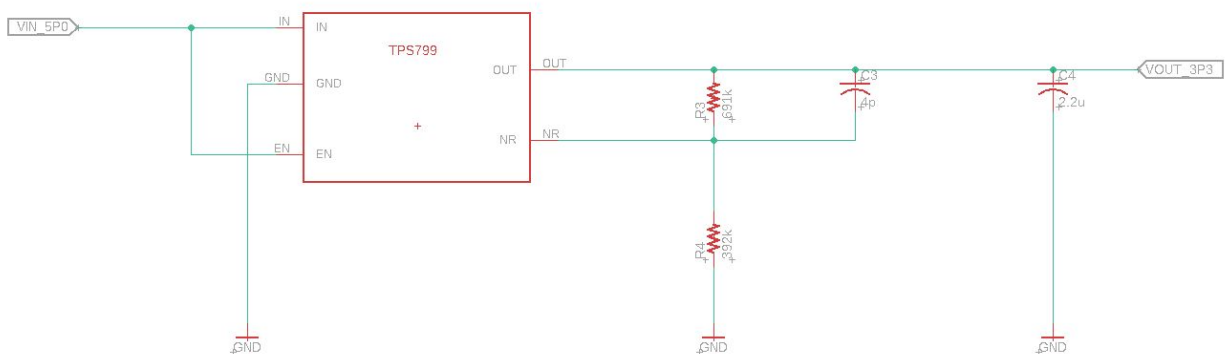 VIN_5P0
IN
IN
TPS799
GND
GND
OUT
OUT
EN
EN
NR
NR
R3
691k
C3
4p
C4
2.2u
VOUT_3P3
R4
392k
GND
GND
GND